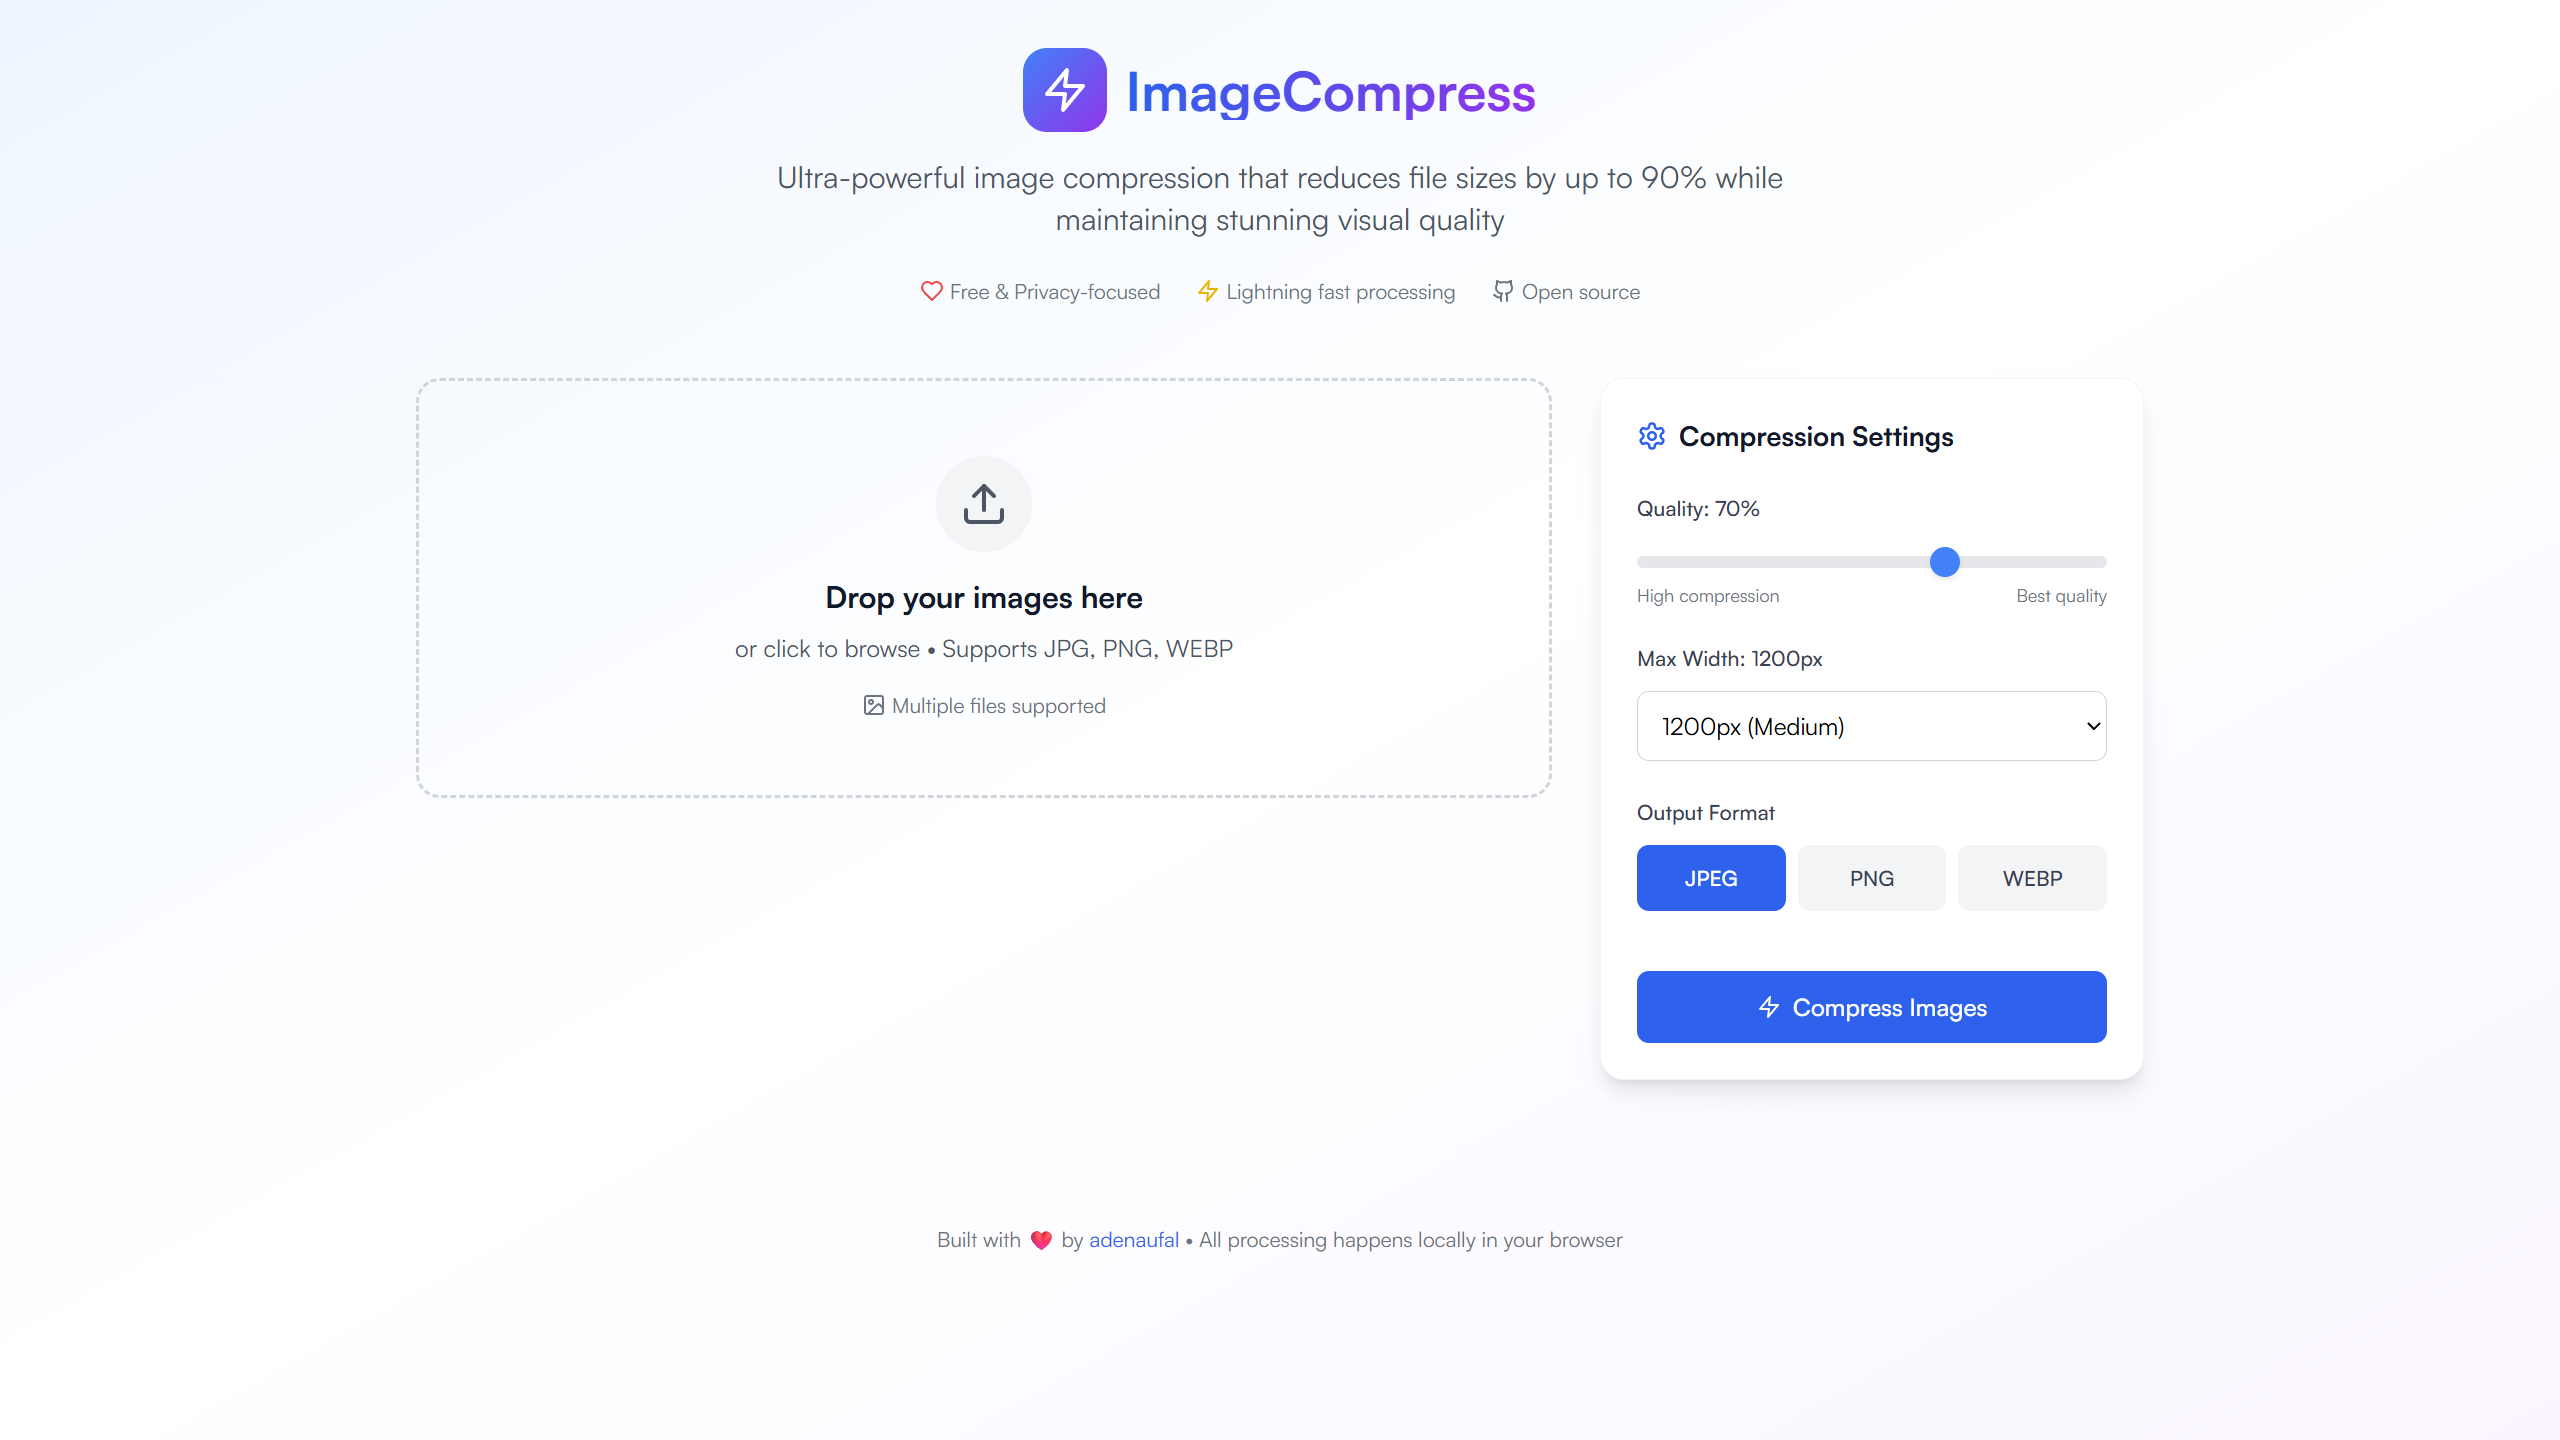 ImageCompress
Ultra-powerful image compression that reduces file sizes by up to 90% while
maintaining stunning visual quality
Free & Privacy-focused
Lightning fast processing
Open source
Drop your images here
or click to browse • Supports JPG, PNG, WEBP
Multiple files supported
Compression Settings
Quality: 70%
High compression
Best quality
Max Width: 1200px
1200px (Medium)
Output Format
JPEG
PNG
WEBP
Compress Images
Built with ❤️ by adenaufal • All processing happens locally in your browser